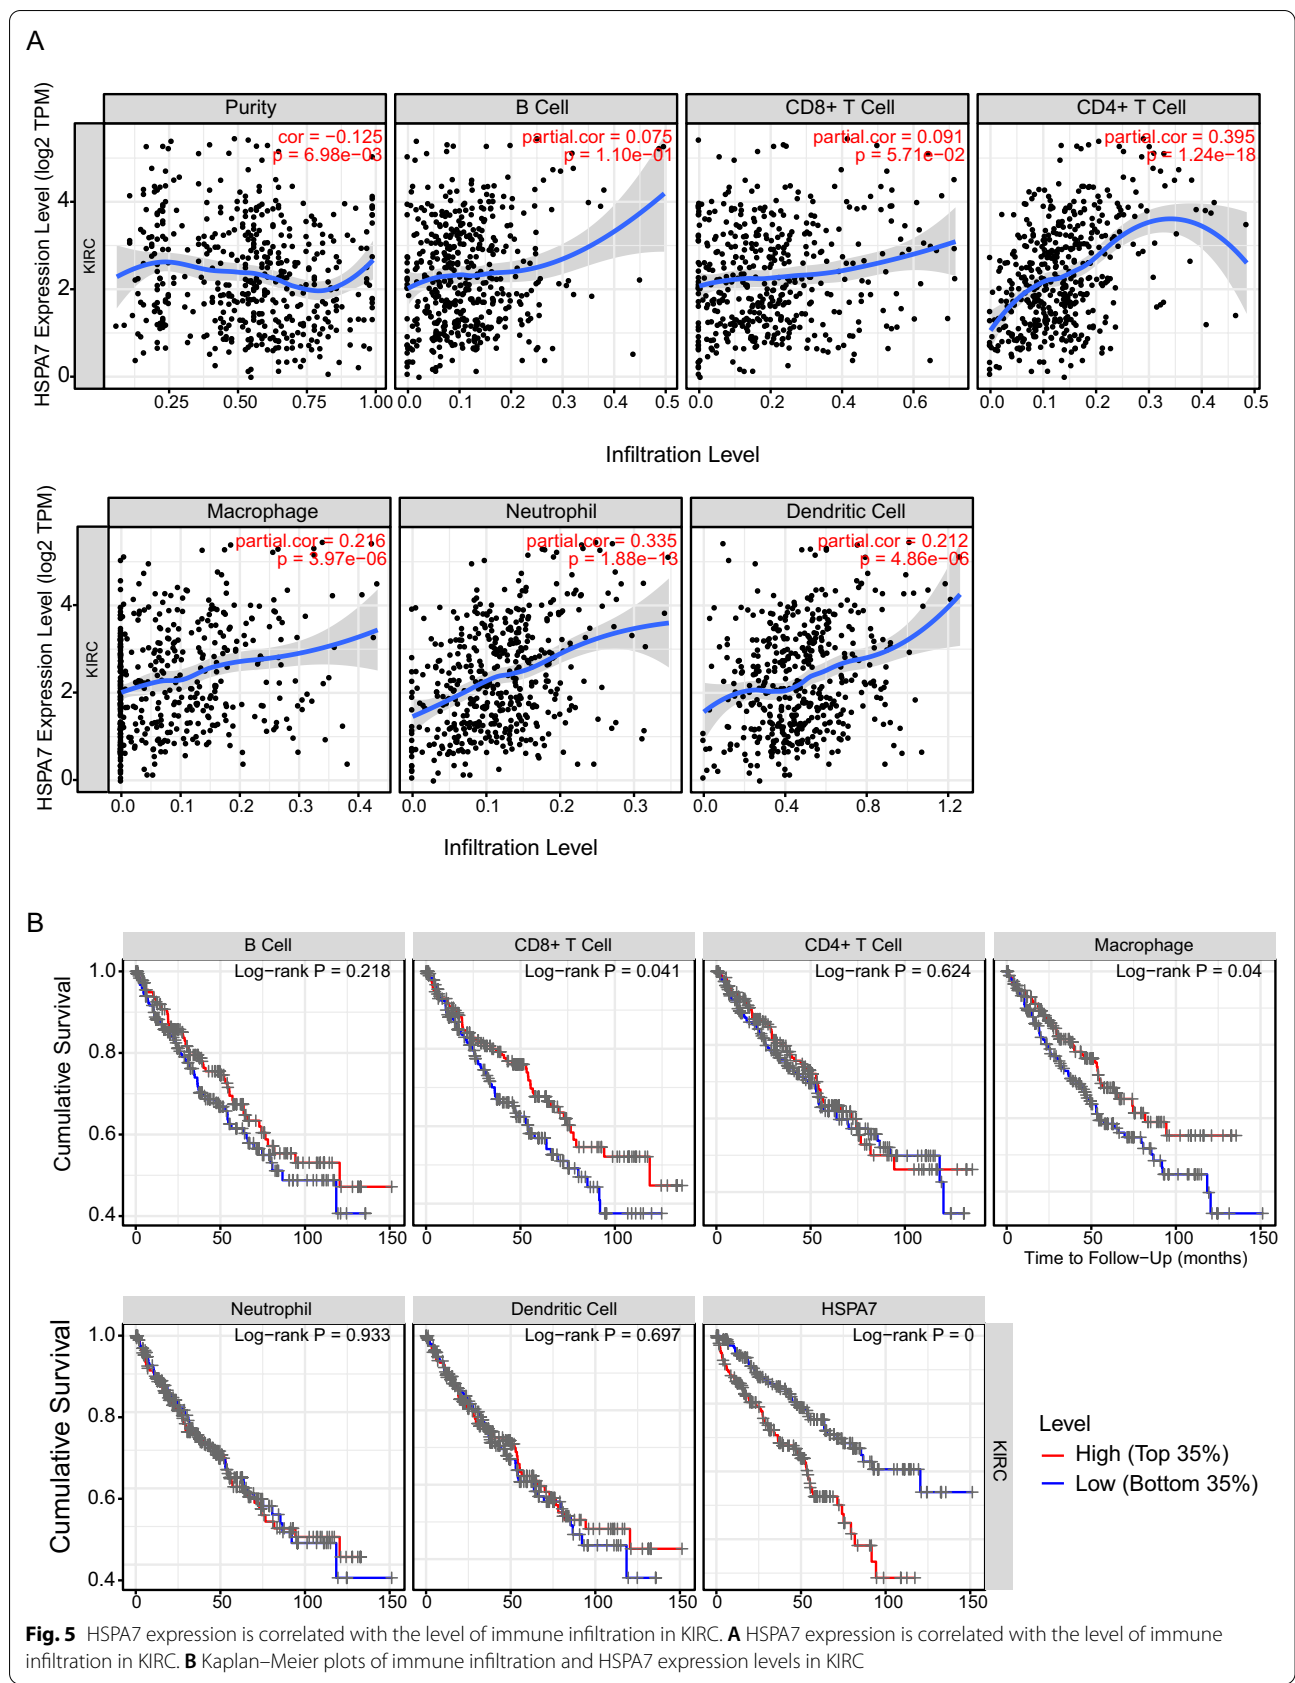 A
Purity
B Cell
CD8+ T Cell
CD4+ T Cell
HSPA7 Expression Level (log2 TPM)
KIRC
cor = −0.125
p = 6.98e−03
partial.cor = 0.075
p = 1.10e−01
partial.cor = 0.091
p = 5.71e−02
partial.cor = 0.395
p = 1.24e−18
4
2
0
0.25 0.50 0.75 1.00
0.0 0.1 0.2 0.3 0.4 0.5
0.0 0.2 0.4 0.6
0.0 0.1 0.2 0.3 0.4 0.5
Infiltration Level
Macrophage
Neutrophil
Dendritic Cell
HSPA7 Expression Level (log2 TPM)
KIRC
partial.cor = 0.216
p = 3.97e−06
partial.cor = 0.335
p = 1.88e−13
partial.cor = 0.212
p = 4.86e−06
4
2
0
0.0 0.1 0.2 0.3 0.4
0.0 0.1 0.2 0.3
0.0 0.4 0.8 1.2
Infiltration Level
B
B Cell
CD8+ T Cell
CD4+ T Cell
Macrophage
Cumulative Survival
Log−rank P = 0.218
Log−rank P = 0.041
Log−rank P = 0.624
Log−rank P = 0.04
1.0
0.8
0.6
0.4
0 50 100 150
0 50 100
0 50 100
0 50 100 150
Time to Follow−Up (months)
Neutrophil
Dendritic Cell
HSPA7
Cumulative Survival
Log−rank P = 0.933
Log−rank P = 0.697
Log−rank P = 0
1.0
0.8
0.6
0.4
0 50 100 150
0 50 100 150
0 50 100 150
KIRC
Level
High (Top 35%)
Low (Bottom 35%)
Fig. 5 HSPA7 expression is correlated with the level of immune infiltration in KIRC. A HSPA7 expression is correlated with the level of immune
infiltration in KIRC. B Kaplan–Meier plots of immune infiltration and HSPA7 expression levels in KIRC